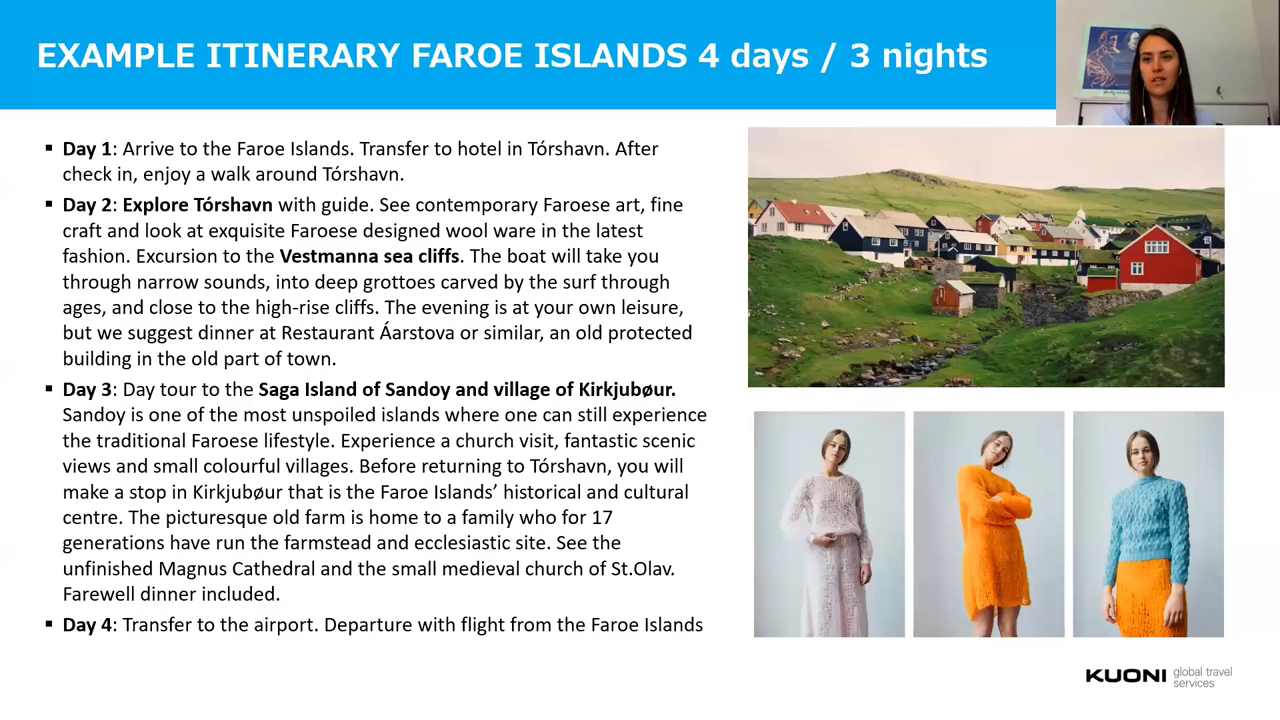 EXAMPLE ITINERARY FAROE ISLANDS 4 days / 3 nights
▪ Day 1: Arrive to the Faroe Islands. Transfer to hotel in Tórshavn. After
check in, enjoy a walk around Tórshavn.
▪ Day 2: Explore Tórshavn with guide. See contemporary Faroese art, fine
craft and look at exquisite Faroese designed wool ware in the latest
fashion. Excursion to the Vestmanna sea cliffs. The boat will take you
through narrow sounds, into deep grottoes carved by the surf through
ages, and close to the high-rise cliffs. The evening is at your own leisure,
but we suggest dinner at Restaurant Áarstova or similar, an old protected
building in the old part of town.
▪ Day 3: Day tour to the Saga Island of Sandoy and village of Kirkjubøur.
Sandoy is one of the most unspoiled islands where one can still experience
the traditional Faroese lifestyle. Experience a church visit, fantastic scenic
views and small colourful villages. Before returning to Tórshavn, you will
make a stop in Kirkjubøur that is the Faroe Islands’ historical and cultural
centre. The picturesque old farm is home to a family who for 17
generations have run the farmstead and ecclesiastic site. See the
unfinished Magnus Cathedral and the small medieval church of St.Olav.
Farewell dinner included.
▪ Day 4: Transfer to the airport. Departure with flight from the Faroe Islands
KUONI global travel
services